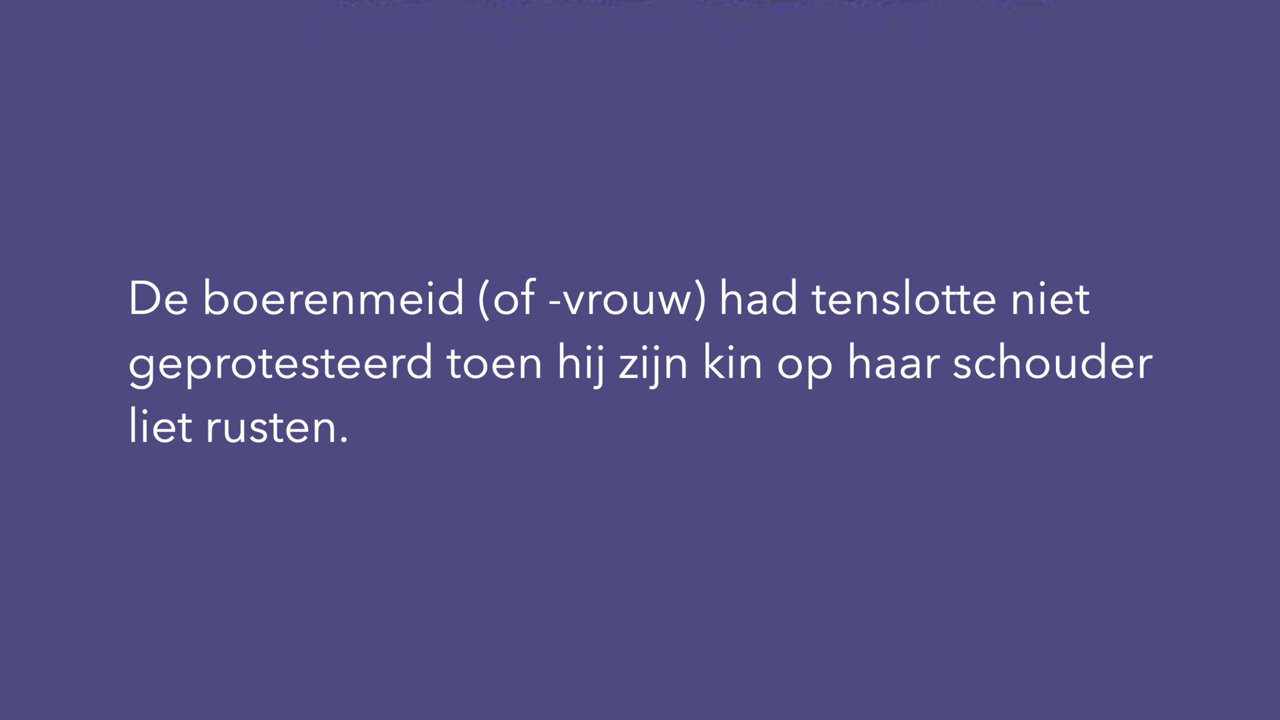 De boerenmeid (of -vrouw) had tenslotte niet
geprotesteerd toen hij zijn kin op haar schouder
liet rusten.